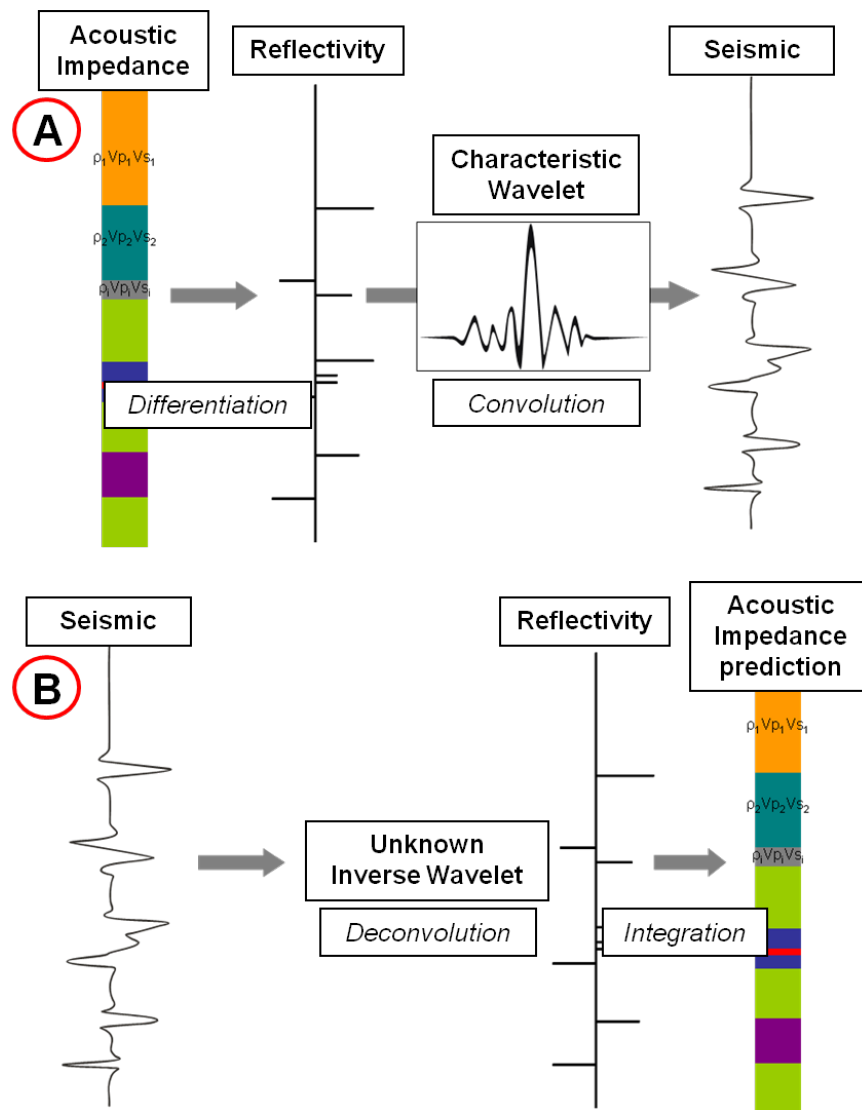 Acoustic
Impedance
Reflectivity
Seismic
A
ρ₁Vp₁Vs₁
Characteristic
Wavelet
ρ₂Vp₂Vs₂
ρᵢVpᵢVsᵢ
Differentiation
Convolution
Seismic
Reflectivity
Acoustic
Impedance
prediction
B
ρ₁Vp₁Vs₁
ρ₂Vp₂Vs₂
Unknown
Inverse Wavelet
ρᵢVpᵢVsᵢ
Deconvolution
Integration